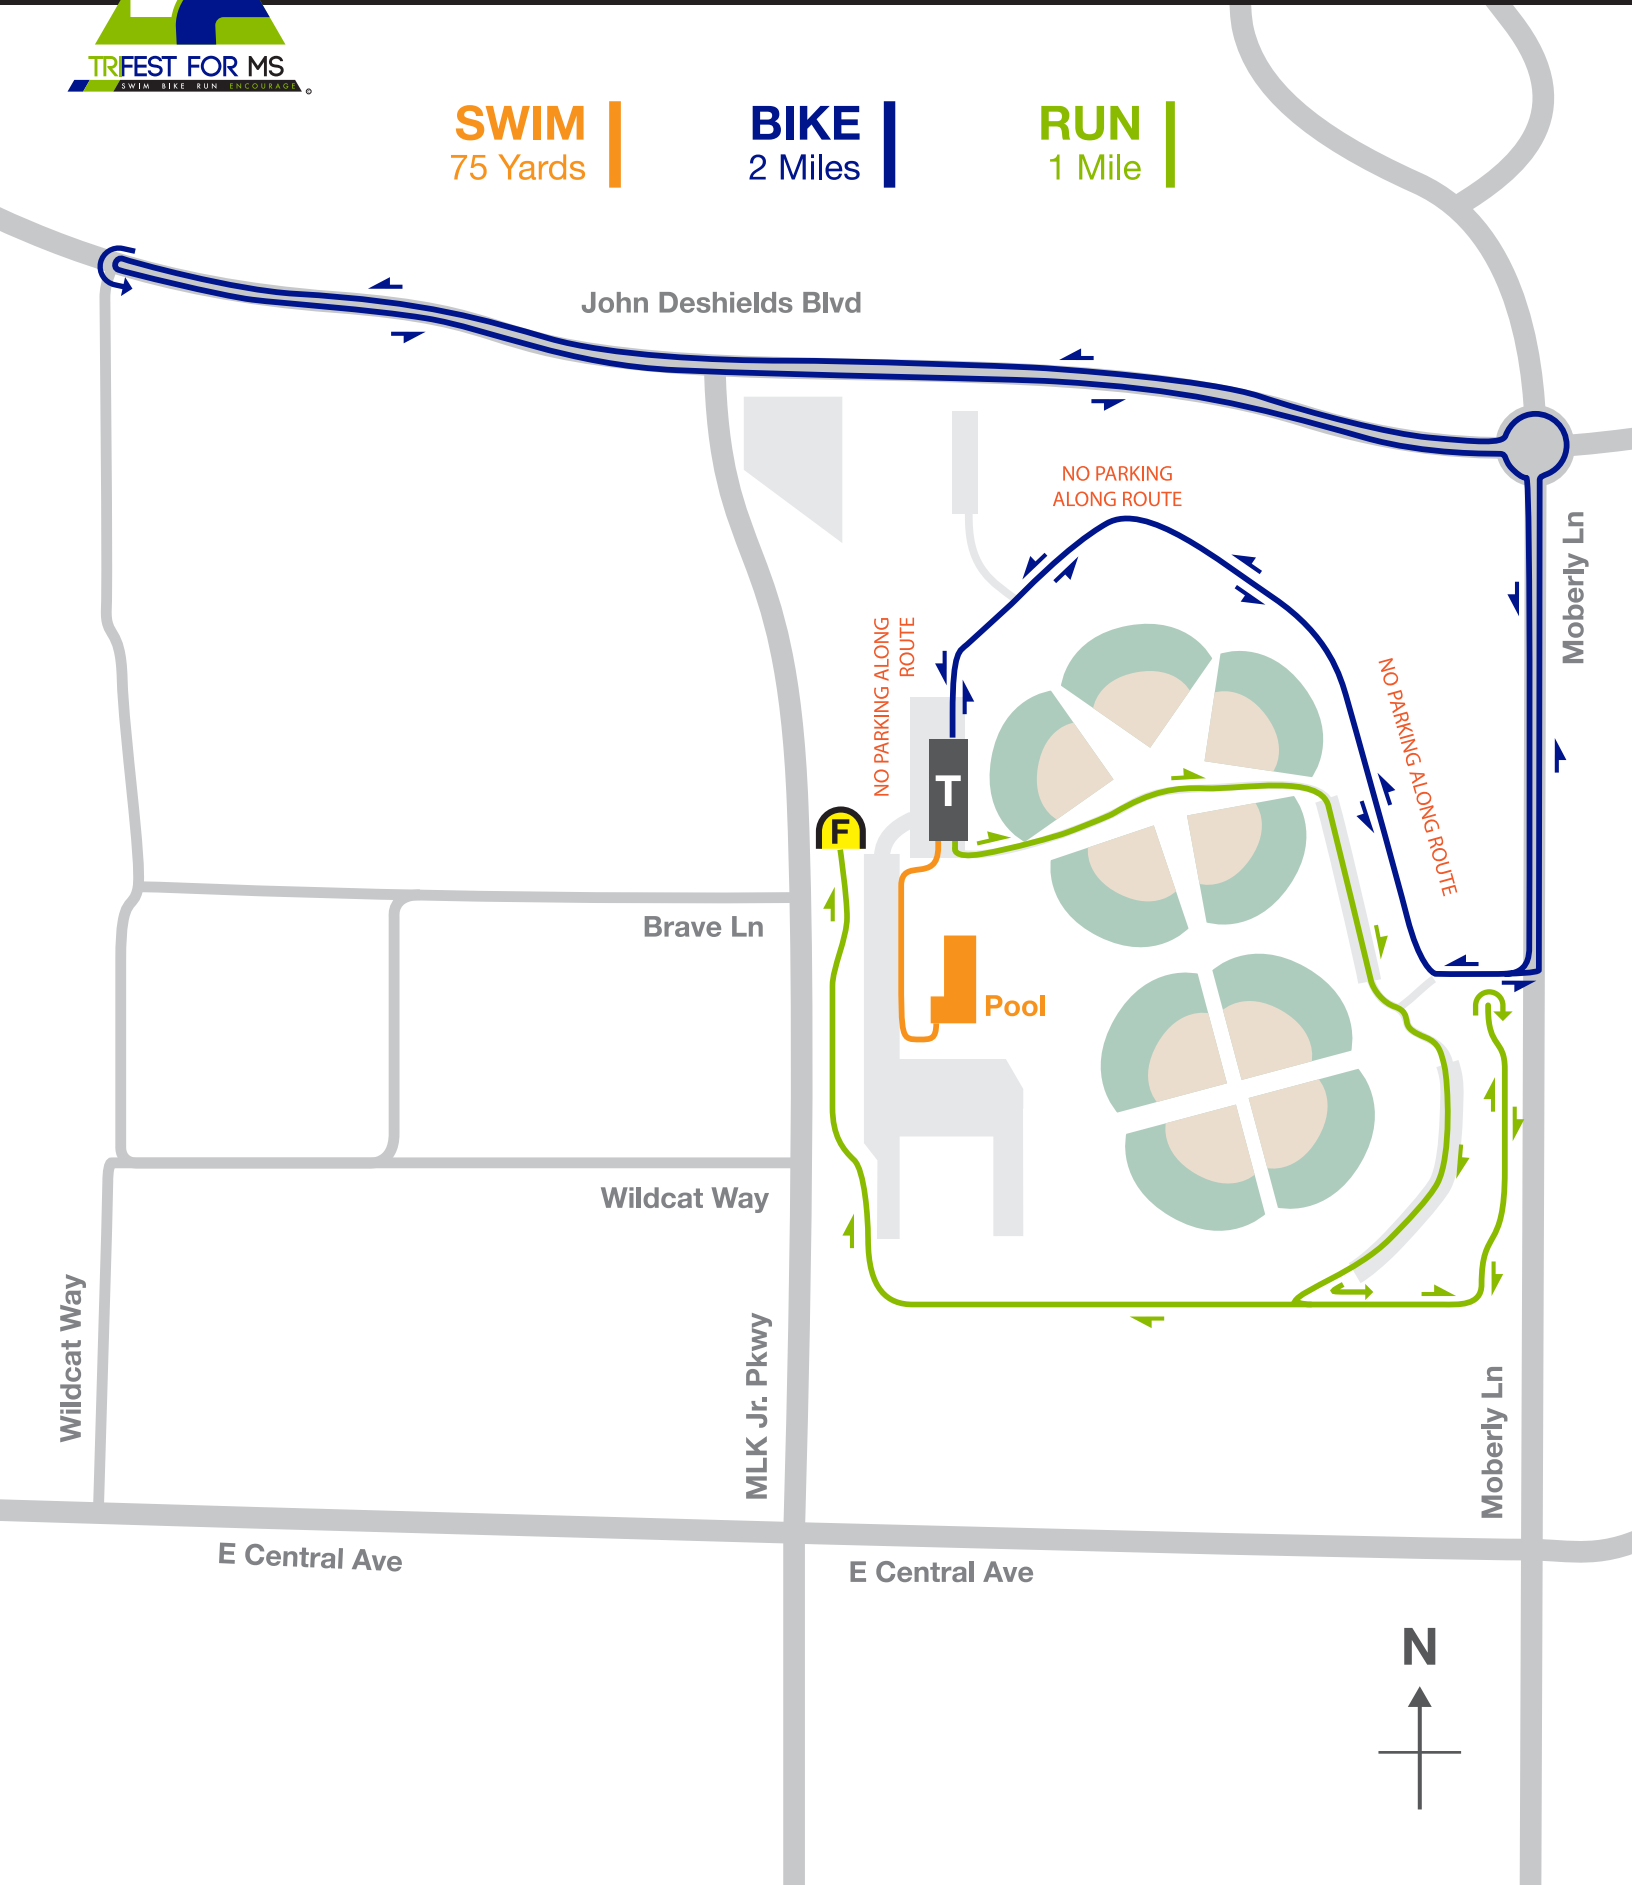 TRIFEST FOR MS
SWIM BIKE RUN ENCOURAGE
SWIM
75 Yards
BIKE
2 Miles
RUN
1 Mile
John Deshields Blvd
NO PARKING
ALONG ROUTE
Moberly Ln
NO PARKING ALONG
ROUTE
NO PARKING ALONG ROUTE
T
F
Brave Ln
Pool
Wildcat Way
Wildcat Way
MLK Jr. Pkwy
Moberly Ln
E Central Ave
E Central Ave
N